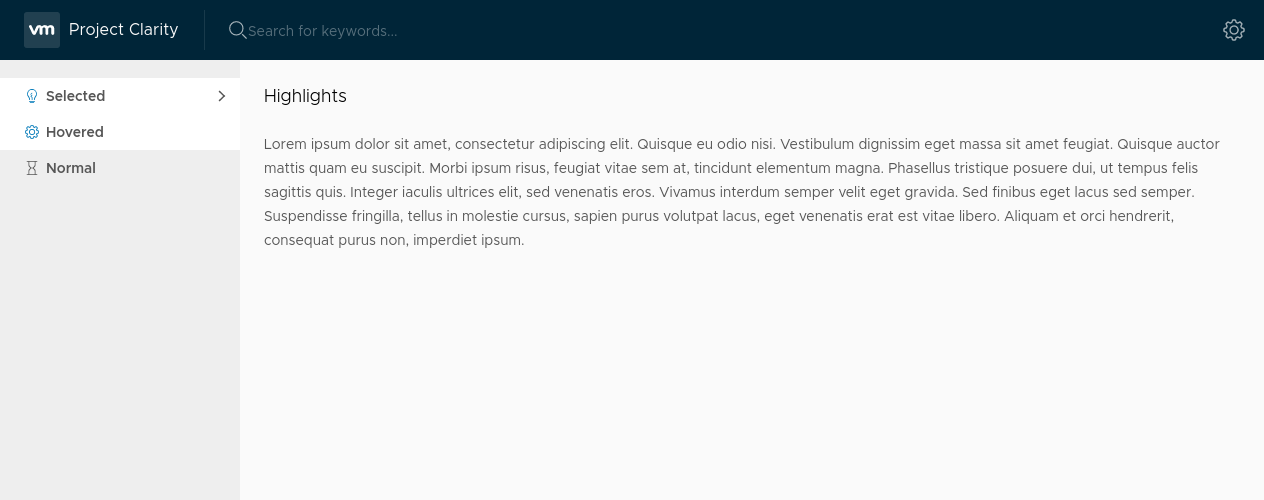 vm Project Clarity Search for keywords...
Selected
Hovered
Normal
Highlights
Lorem ipsum dolor sit amet, consectetur adipiscing elit. Quisque eu odio nisi. Vestibulum dignissim eget massa sit amet feugiat. Quisque auctor
mattis quam eu suscipit. Morbi ipsum risus, feugiat vitae sem at, tincidunt elementum magna. Phasellus tristique posuere dui, ut tempus felis
sagittis quis. Integer iaculis ultrices elit, sed venenatis eros. Vivamus interdum semper velit eget gravida. Sed finibus eget lacus sed semper.
Suspendisse fringilla, tellus in molestie cursus, sapien purus volutpat lacus, eget venenatis erat est vitae libero. Aliquam et orci hendrerit,
consequat purus non, imperdiet ipsum.